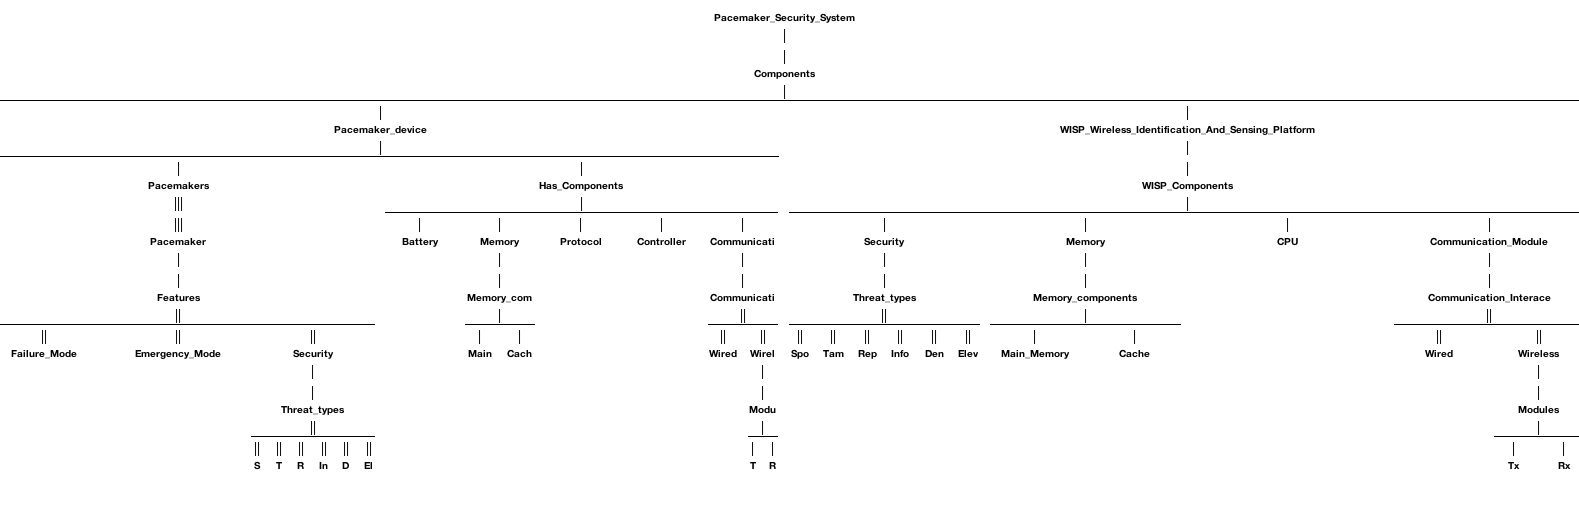 Pacemaker_Security_System
Components
Pacemaker_device WISP_Wireless_Identification_And_Sensing_Platform
Pacemakers Has_Components WISP_Components
Pacemaker Battery Memory Protocol Controller Communicati Security Memory CPU Communication_Module
Features Memory_com Communicati Threat_types Memory_components Communication_Interace
Failure_Mode Emergency_Mode Security Main Cach Wired Wirel Spo Tam Rep Info Den Elev Main_Memory Cache Wired Wireless
Threat_types Modu Modules
S T R In D El T R Tx Rx